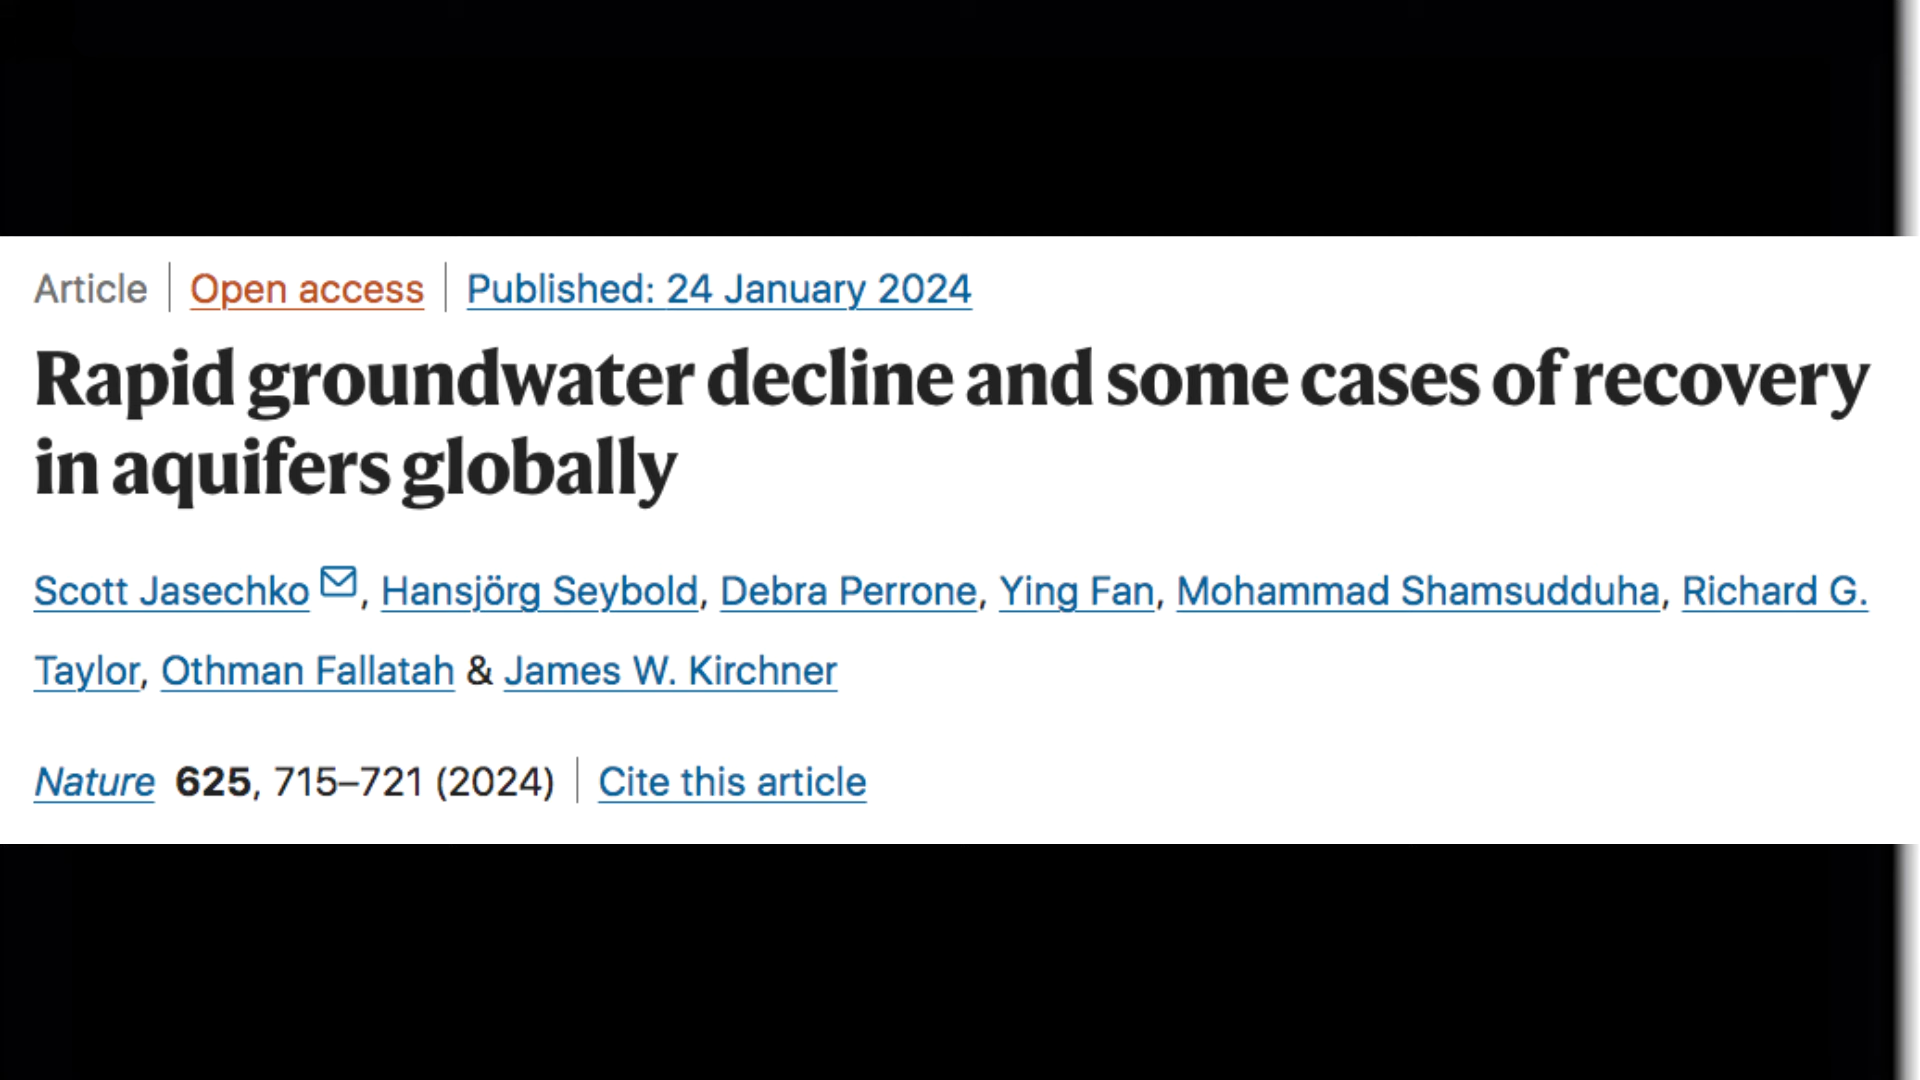 Article | Open access | Published: 24 January 2024
Rapid groundwater decline and some cases of recovery
in aquifers globally
Scott Jasechko, Hansjörg Seybold, Debra Perrone, Ying Fan, Mohammad Shamsudduha, Richard G.
Taylor, Othman Fallatah & James W. Kirchner
Nature 625, 715–721 (2024) | Cite this article